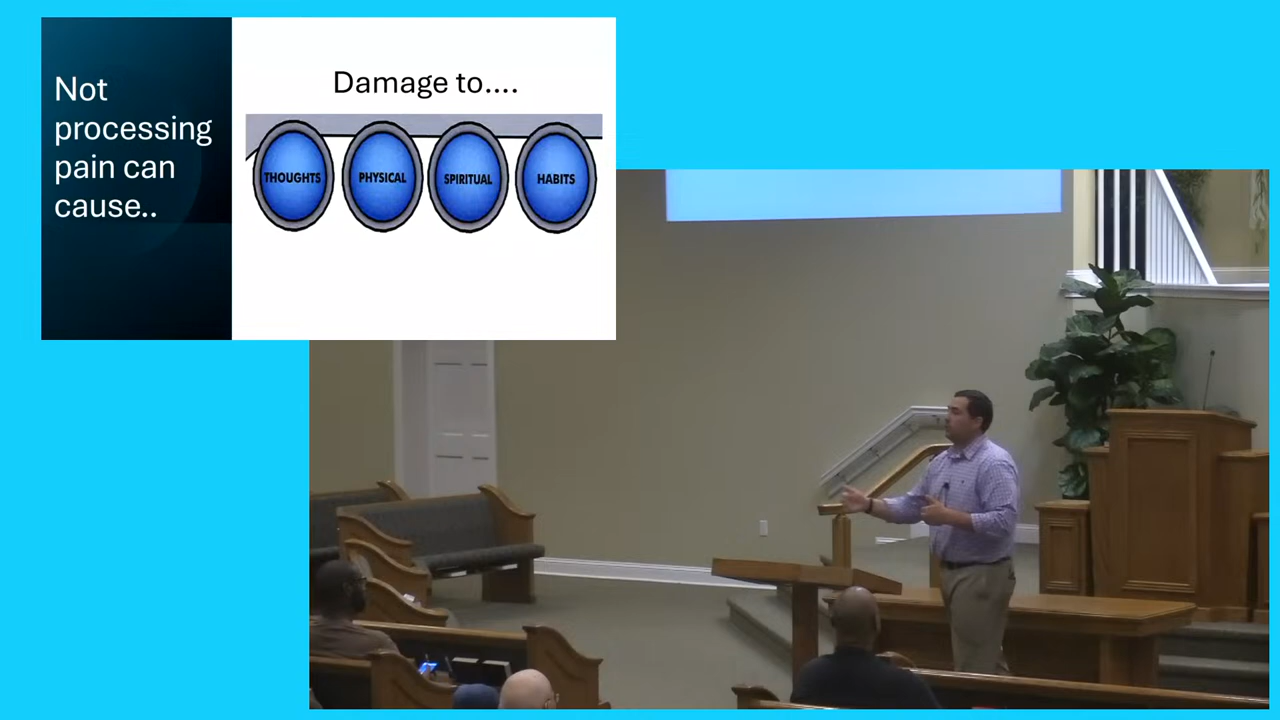 Not
processing
pain can
cause..
Damage to....
THOUGHTS PHYSICAL SPIRITUAL HABITS